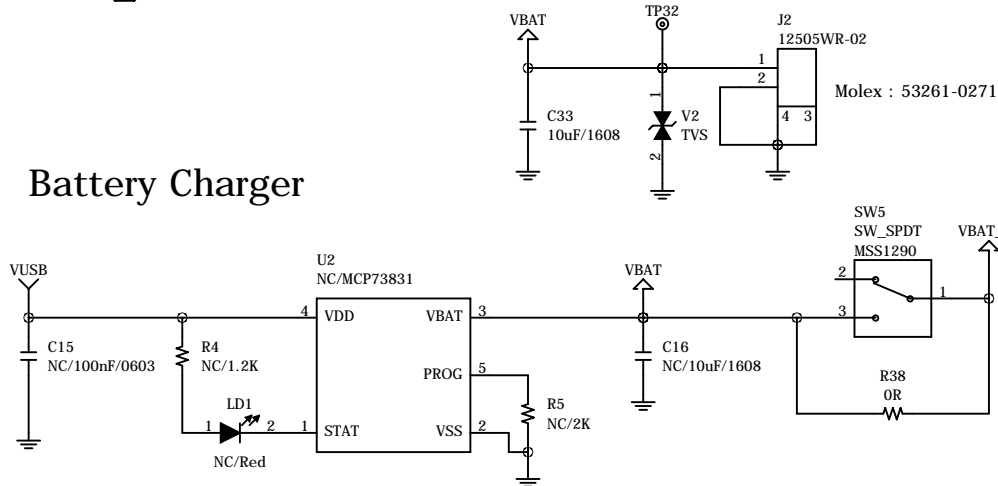 VBAT
TP32
J2
12505WR-02
1
2
Molex : 53261-0271
4 3
C33
10uF/1608
1
V2
TVS
2
Battery Charger
SW5
SW_SPDT
MSS1290
VBAT_
2
1
3
VUSB
U2
NC/MCP73831
VBAT
4 VDD
VBAT 3
C15
NC/100nF/0603
R4
NC/1.2K
PROG 5
C16
NC/10uF/1608
R38
0R
LD1
1 2
NC/Red
1 STAT
VSS 2
R5
NC/2K